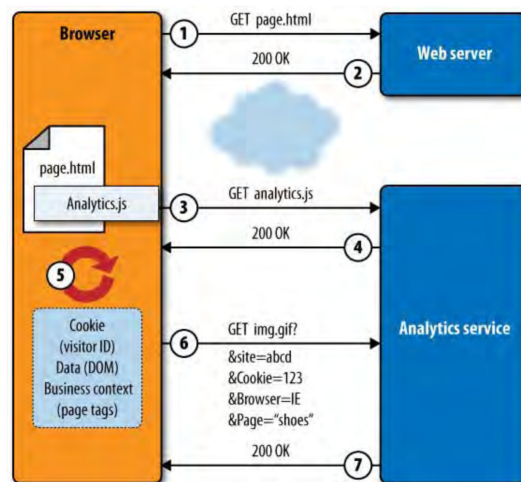 Browser
1
GET page.html
200 OK
2
Web server
page.html
Analytics.js
3
GET analytics.js
200 OK
4
5
Cookie
(visitor ID)
Data (DOM)
Business context
(page tags)
6
GET img.gif?
&site=abcd
&Cookie=123
&Browser=IE
&Page=“shoes”
200 OK
7
Analytics service